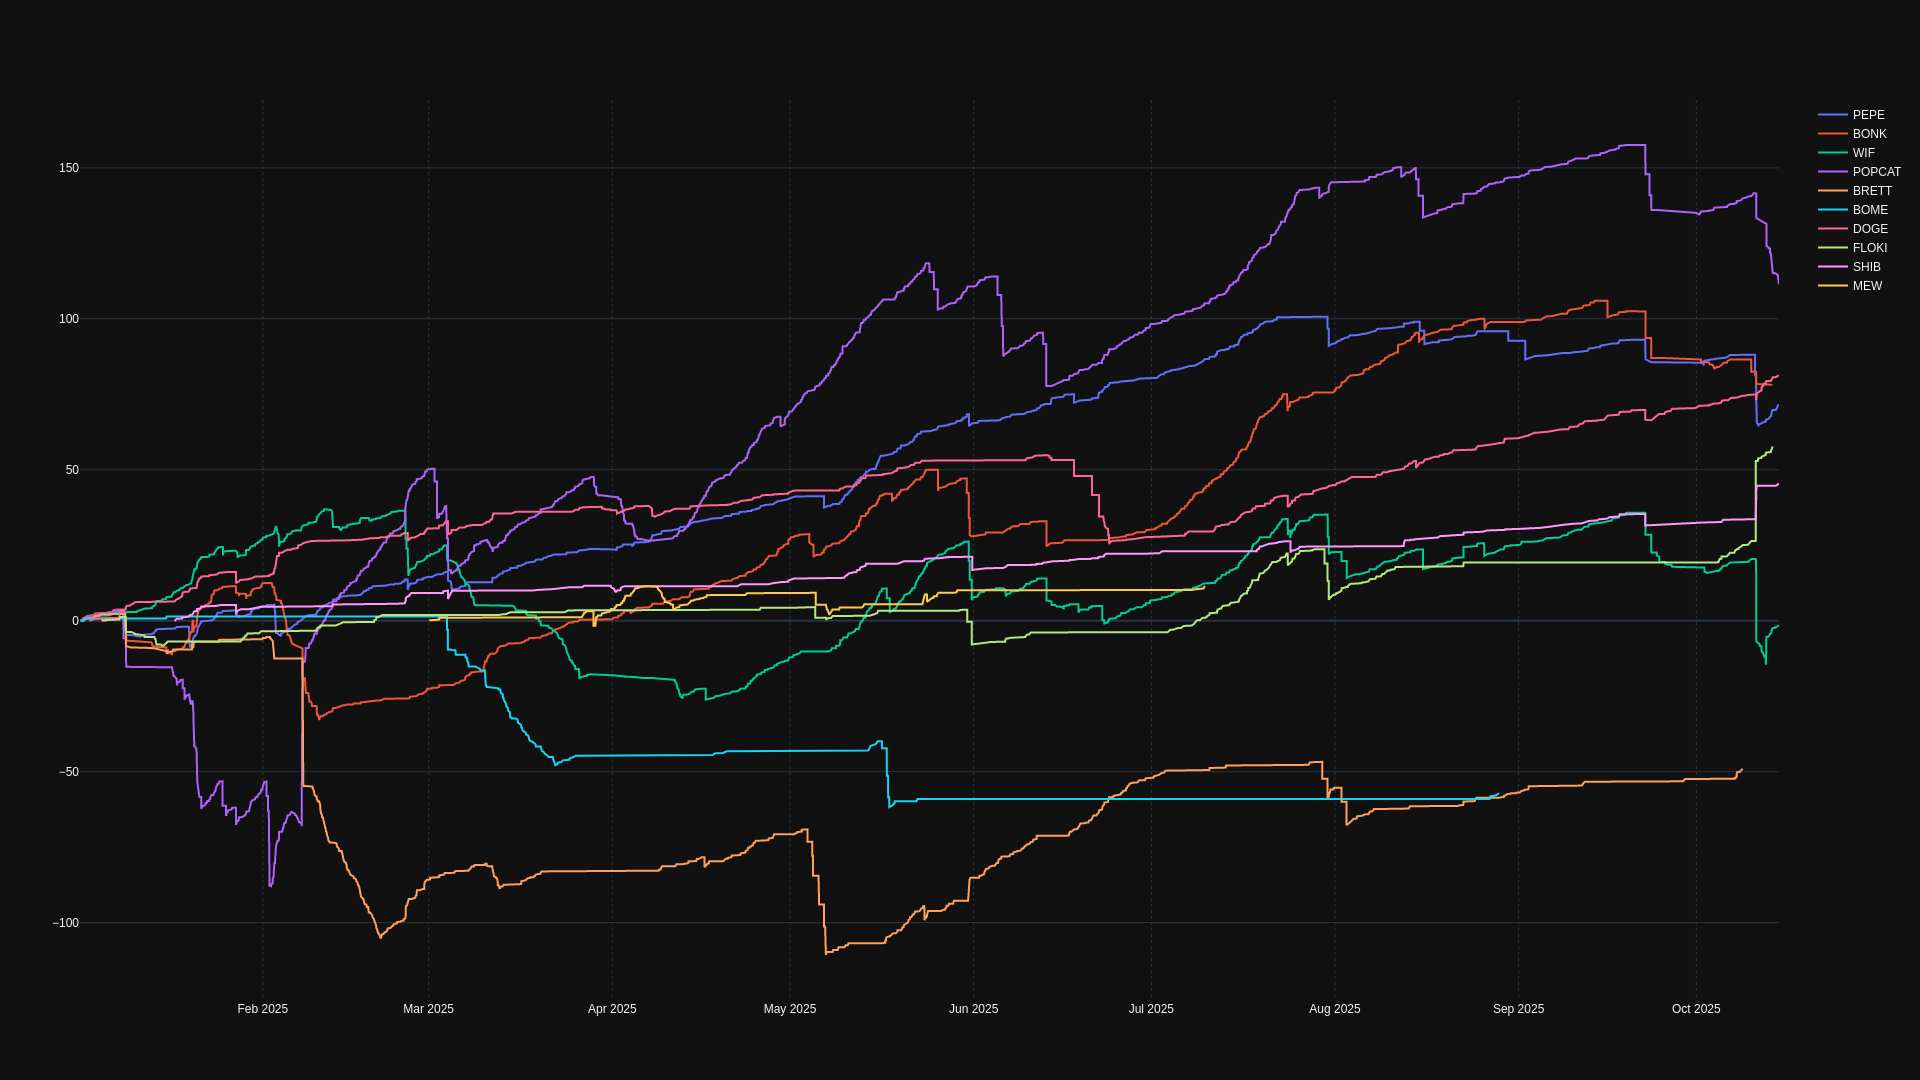 150
100
50
0
−50
−100
Feb 2025
Mar 2025
Apr 2025
May 2025
Jun 2025
Jul 2025
Aug 2025
Sep 2025
Oct 2025
PEPE
BONK
WIF
POPCAT
BRETT
BOME
DOGE
FLOKI
SHIB
MEW